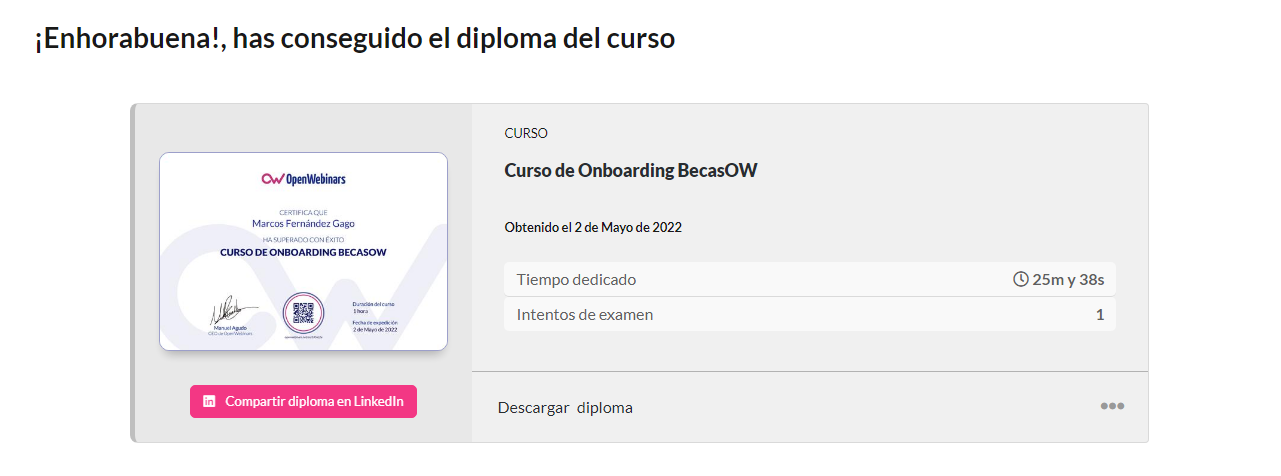 ¡Enhorabuena!, has conseguido el diploma del curso
OpenWebinars
CERTIFICA QUE
Marcos Fernández Gago
HA SUPERADO CON ÉXITO
CURSO DE ONBOARDING BECASOW
Manuel Agudo
CEO de OpenWebinars
Duración del curso
1 hora
Fecha de expedición
2 de Mayo de 2022
Compartir diploma en LinkedIn
CURSO
Curso de Onboarding BecasOW
Obtenido el 2 de Mayo de 2022
Tiempo dedicado 25m y 38s
Intentos de examen 1
Descargar diploma